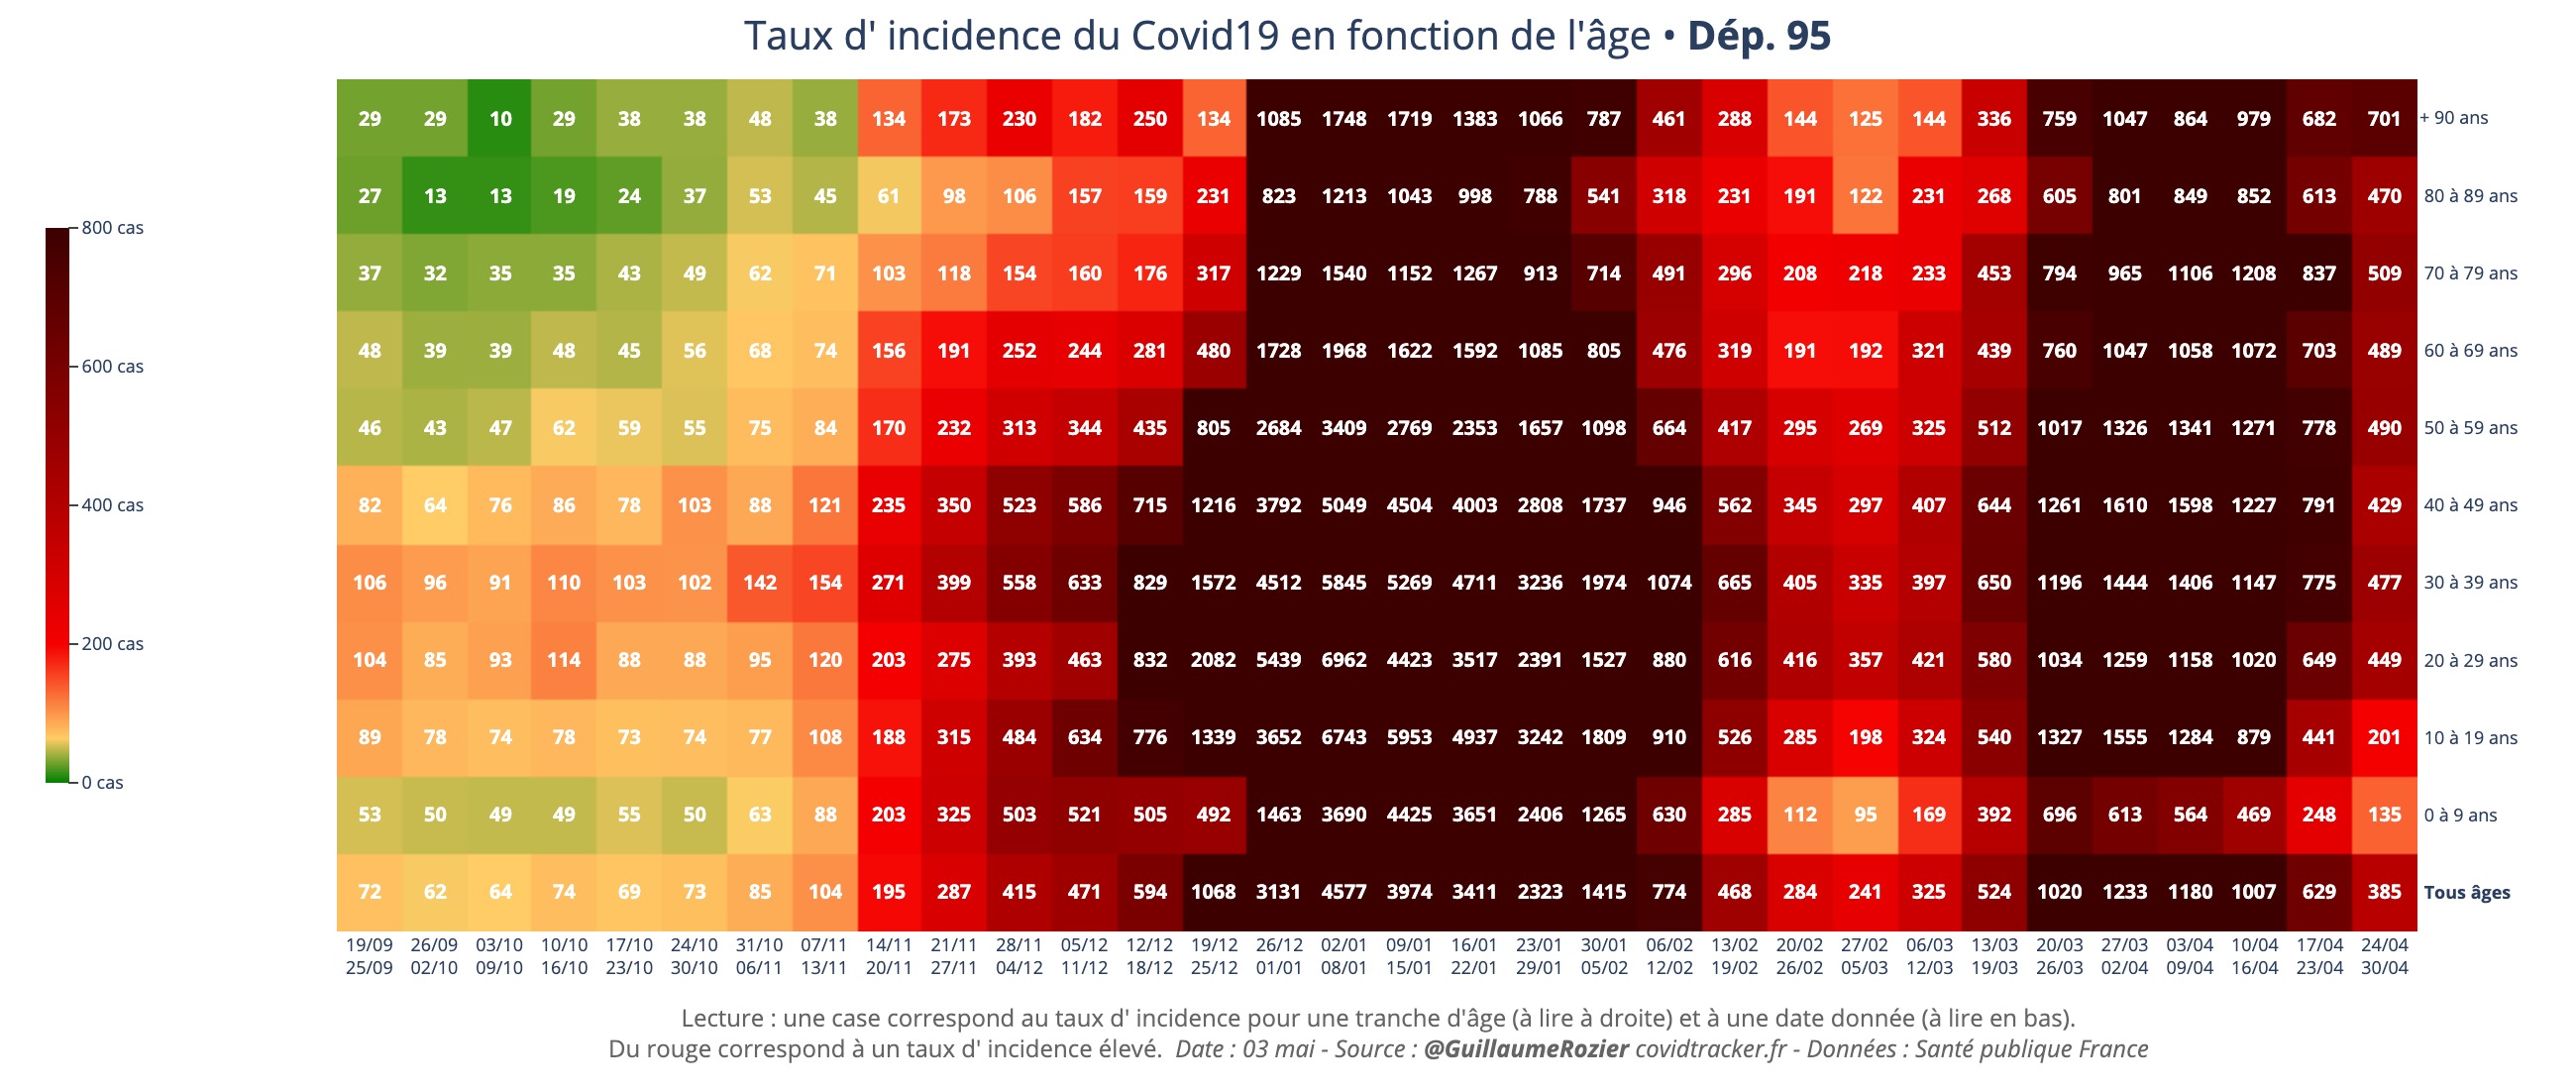 Taux d' incidence du Covid19 en fonction de l'âge • Dép. 95
800 cas
600 cas
400 cas
200 cas
0 cas
29 29 10 29 38 38 48 38 134 173 230 182 250 134 1085 1748 1719 1383 1066 787 461 288 144 125 144 336 759 1047 864 979 682 701 + 90 ans
27 13 13 19 24 37 53 45 61 98 106 157 159 231 823 1213 1043 998 788 541 318 231 191 122 231 268 605 801 849 852 613 470 80 à 89 ans
37 32 35 35 43 49 62 71 103 118 154 160 176 317 1229 1540 1152 1267 913 714 491 296 208 218 233 453 794 965 1106 1208 837 509 70 à 79 ans
48 39 39 48 45 56 68 74 156 191 252 244 281 480 1728 1968 1622 1592 1085 805 476 319 191 192 321 439 760 1047 1058 1072 703 489 60 à 69 ans
46 43 47 62 59 55 75 84 170 232 313 344 435 805 2684 3409 2769 2353 1657 1098 664 417 295 269 325 512 1017 1326 1341 1271 778 490 50 à 59 ans
82 64 76 86 78 103 88 121 235 350 523 586 715 1216 3792 5049 4504 4003 2808 1737 946 562 345 297 407 644 1261 1610 1598 1227 791 429 40 à 49 ans
106 96 91 110 103 102 142 154 271 399 558 633 829 1572 4512 5845 5269 4711 3236 1974 1074 665 405 335 397 650 1196 1444 1406 1147 775 477 30 à 39 ans
104 85 93 114 88 88 95 120 203 275 393 463 832 2082 5439 6962 4423 3517 2391 1527 880 616 416 357 421 580 1034 1259 1158 1020 649 449 20 à 29 ans
89 78 74 78 73 74 77 108 188 315 484 634 776 1339 3652 6743 5953 4937 3242 1809 910 526 285 198 324 540 1327 1555 1284 879 441 201 10 à 19 ans
53 50 49 49 55 50 63 88 203 325 503 521 505 492 1463 3690 4425 3651 2406 1265 630 285 112 95 169 392 696 613 564 469 248 135 0 à 9 ans
72 62 64 74 69 73 85 104 195 287 415 471 594 1068 3131 4577 3974 3411 2323 1415 774 468 284 241 325 524 1020 1233 1180 1007 629 385 Tous âges
19/09 26/09 03/10 10/10 17/10 24/10 31/10 07/11 14/11 21/11 28/11 05/12 12/12 19/12 26/12 02/01 09/01 16/01 23/01 30/01 06/02 13/02 20/02 27/02 06/03 13/03 20/03 27/03 03/04 10/04 17/04 24/04
25/09 02/10 09/10 16/10 23/10 30/10 06/11 13/11 20/11 27/11 04/12 11/12 18/12 25/12 01/01 08/01 15/01 22/01 29/01 05/02 12/02 19/02 26/02 05/03 12/03 19/03 26/03 02/04 09/04 16/04 23/04 30/04
Lecture : une case correspond au taux d' incidence pour une tranche d'âge (à lire à droite) et à une date donnée (à lire en bas).
Du rouge correspond à un taux d' incidence élevé. Date : 03 mai - Source : @GuillaumeRozier covidtracker.fr - Données : Santé publique France